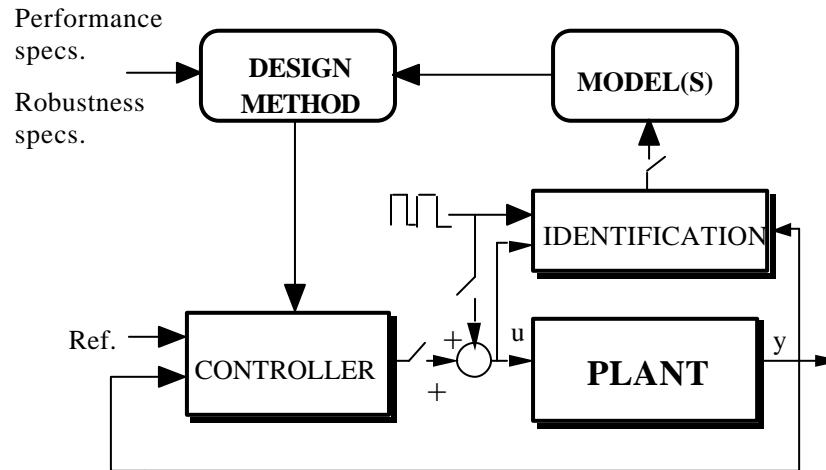 Performance
specs.
Robustness
specs.
DESIGN
METHOD
MODEL(S)
IDENTIFICATION
Ref.
CONTROLLER
+
+
u
PLANT
y